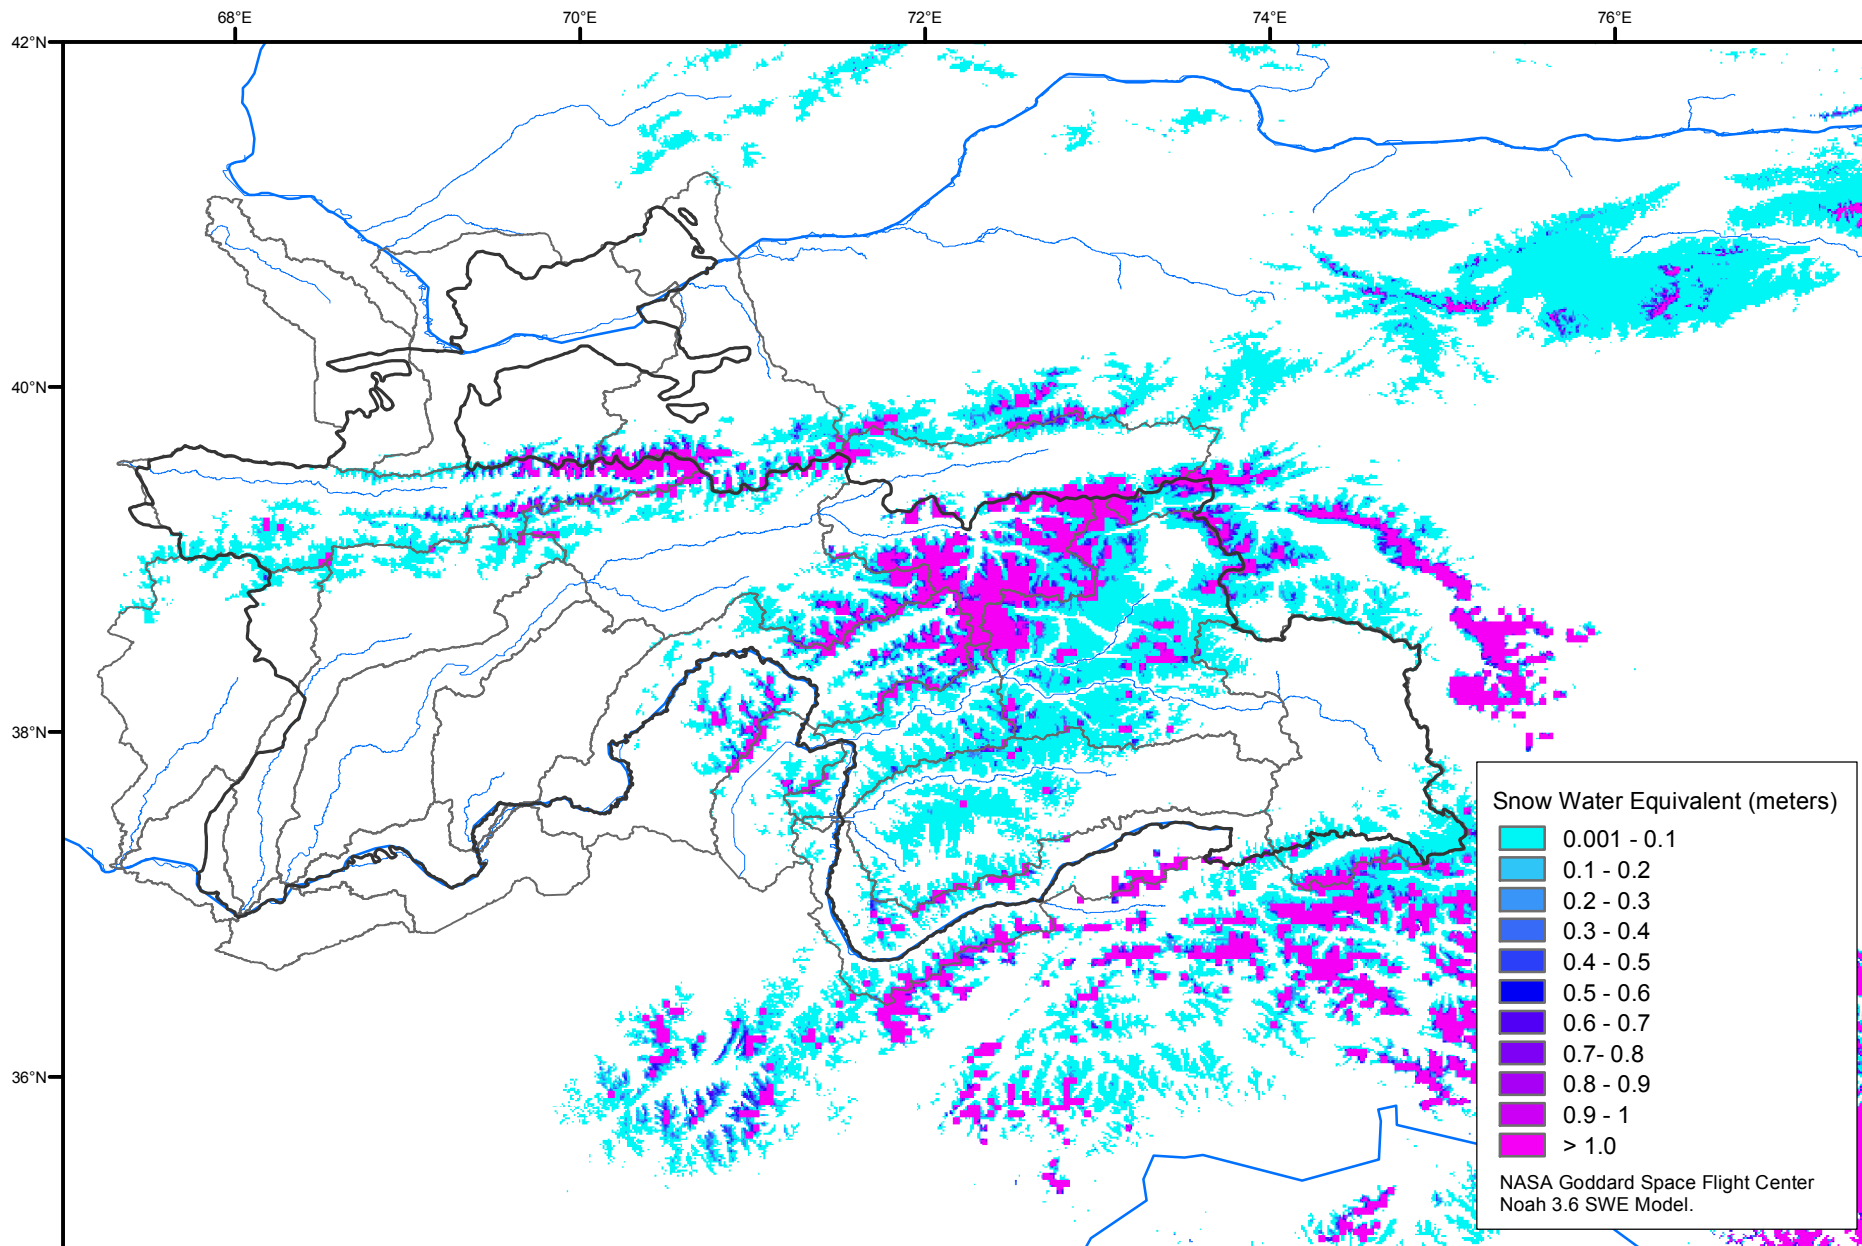 68°E 70°E 72°E 74°E 76°E
42°N
40°N
38°N
36°N
Snow Water Equivalent (meters)
0.001 - 0.1
0.1 - 0.2
0.2 - 0.3
0.3 - 0.4
0.4 - 0.5
0.5 - 0.6
0.6 - 0.7
0.7- 0.8
0.8 - 0.9
0.9 - 1
> 1.0
NASA Goddard Space Flight Center
Noah 3.6 SWE Model.